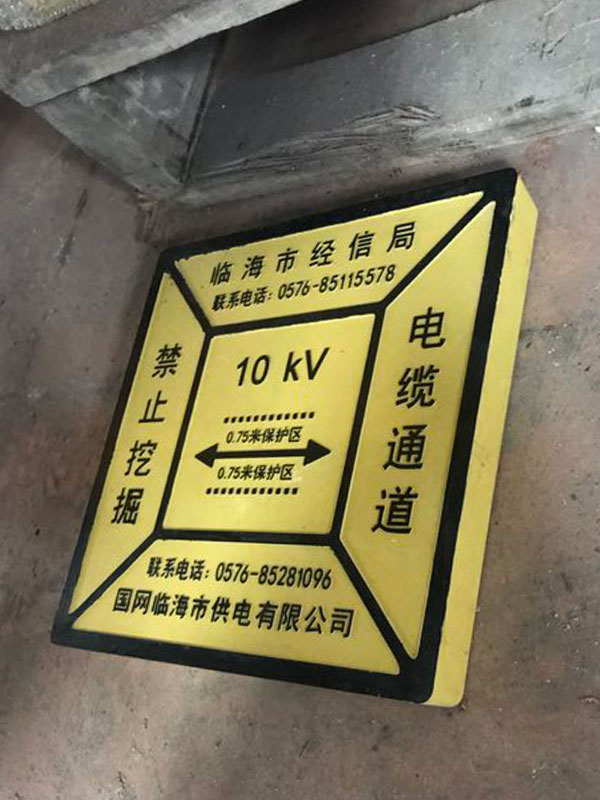 临海市经信局
联系电话：0576-85115578
禁止挖掘
10 kV
0.75米保护区
0.75米保护区
电缆通道
联系电话：0576-85281096
国网临海市供电有限公司